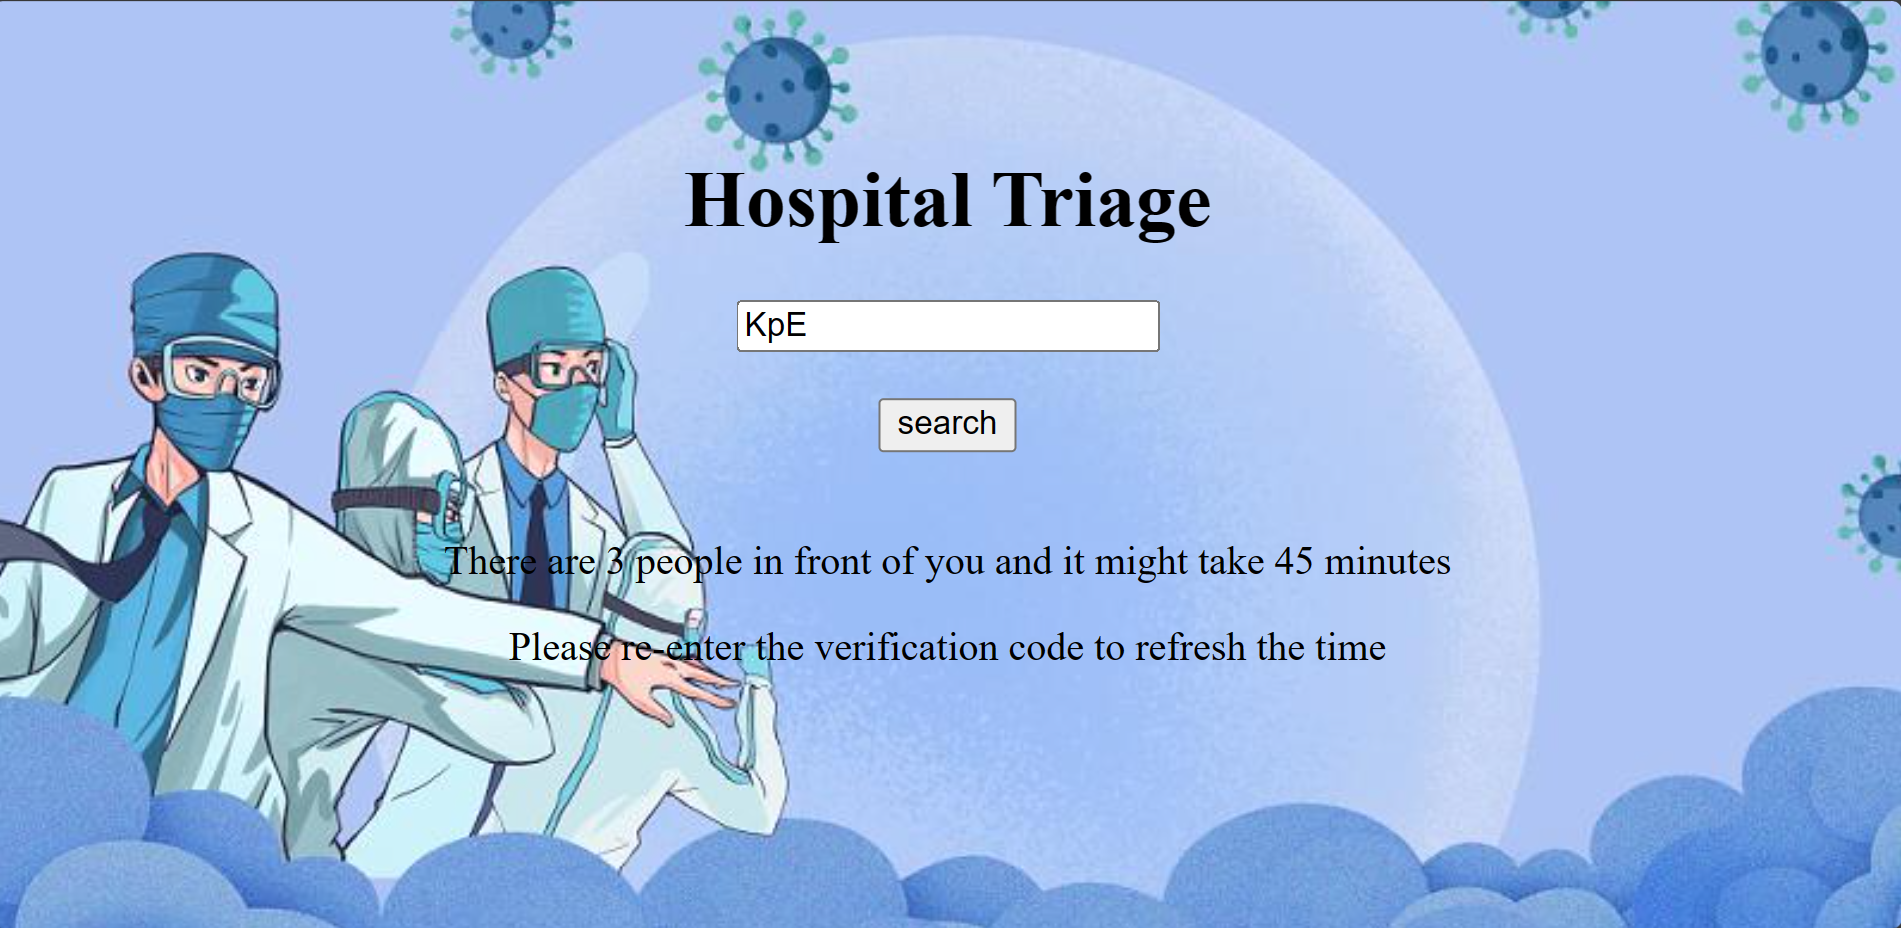 Hospital Triage
KpE
search
There are 3 people in front of you and it might take 45 minutes
Please re-enter the verification code to refresh the time